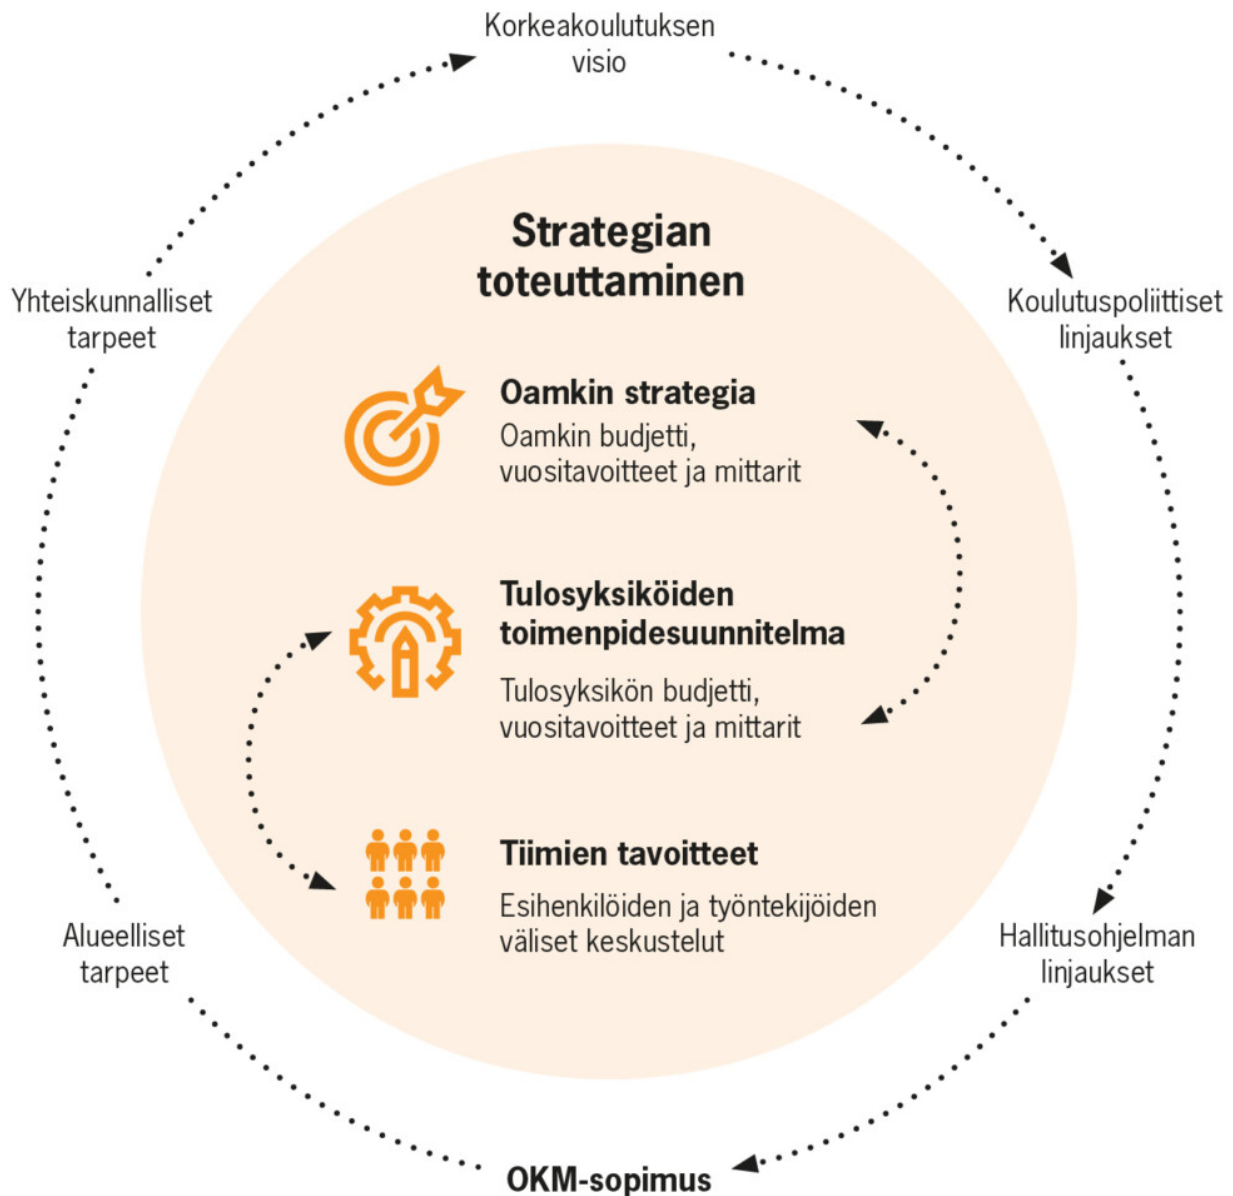 Korkeakoulutuksen
visio
Yhteiskunnalliset
tarpeet
Koulutuspoliittiset
linjaukset
Strategian
toteuttaminen
Oamkin strategia
Oamkin budjetti,
vuositavoitteet ja mittarit
Tulosyksiköiden
toimenpidesuunnitelma
Tulosyksikön budjetti,
vuositavoitteet ja mittarit
Tiimien tavoitteet
Esihenkilöiden ja työntekijöiden
väliset keskustelut
Alueelliset
tarpeet
Hallitusohjelman
linjaukset
OKM-sopimus